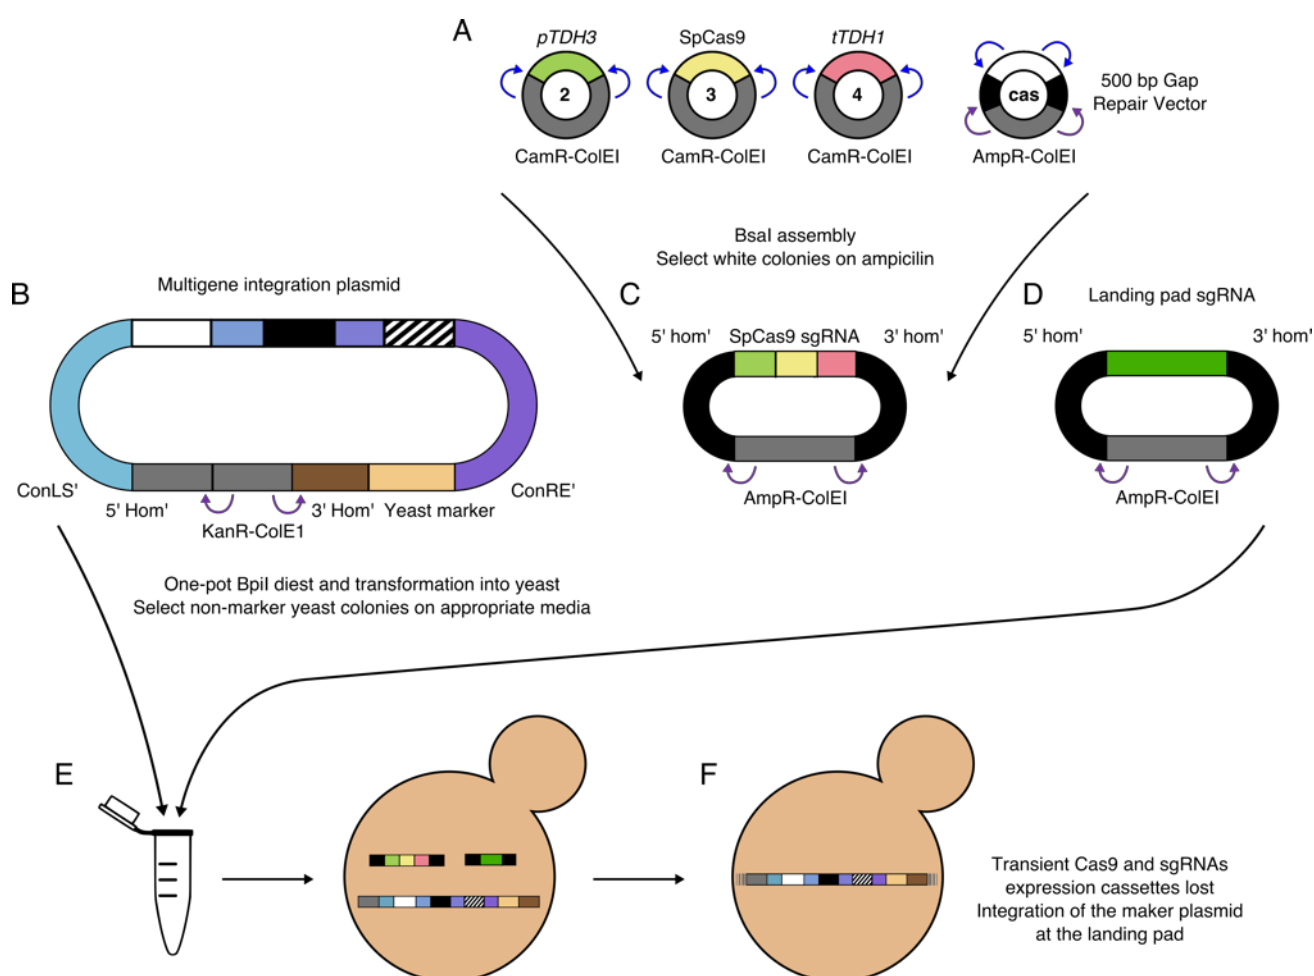 A
pTDH3
SpCas9
tTDH1
2
3
4
cas
500 bp Gap
Repair Vector
CamR-ColEI
CamR-ColEI
CamR-ColEI
AmpR-ColEI
BsaI assembly
Select white colonies on ampicilin
B
Multigene integration plasmid
ConLS'
ConRE'
5' Hom'
3' Hom'
Yeast marker
KanR-ColE1
C
5' hom'
SpCas9 sgRNA
3' hom'
AmpR-ColEI
D
Landing pad sgRNA
5' hom'
3' hom'
AmpR-ColEI
One-pot BpiI diest and transformation into yeast
Select non-marker yeast colonies on appropriate media
E
F
Transient Cas9 and sgRNAs
expression cassettes lost
Integration of the maker plasmid
at the landing pad